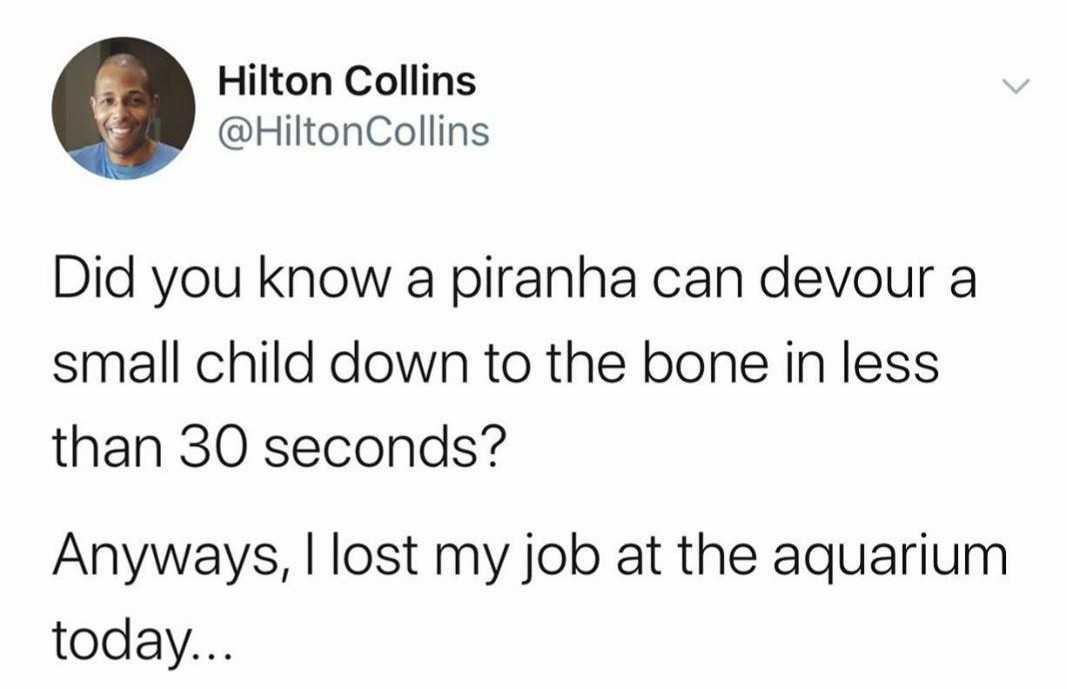 Hilton Collins
@HiltonCollins
Did you know a piranha can devour a
small child down to the bone in less
than 30 seconds?
Anyways, I lost my job at the aquarium
today...